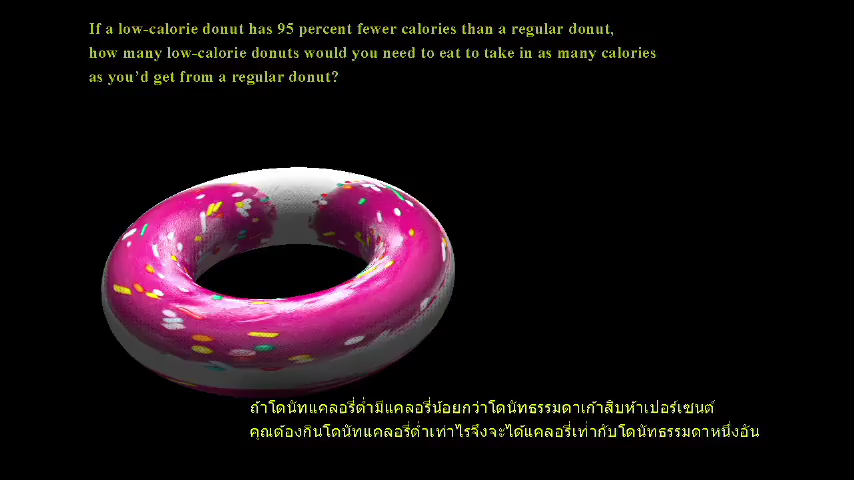 If a low-calorie donut has 95 percent fewer calories than a regular donut,
how many low-calorie donuts would you need to eat to take in as many calories
as you'd get from a regular donut?
ถ้าโดนัทแคลอรี่ต่ำมีแคลอรี่น้อยกว่าโดนัทธรรมดาเก้าสิบห้าเปอร์เซนต์
คุณต้องกินโดนัทแคลอรี่ต่ำเท่าไรจึงจะได้แคลอรี่เท่ากับโดนัทธรรมดาหนึ่งอัน